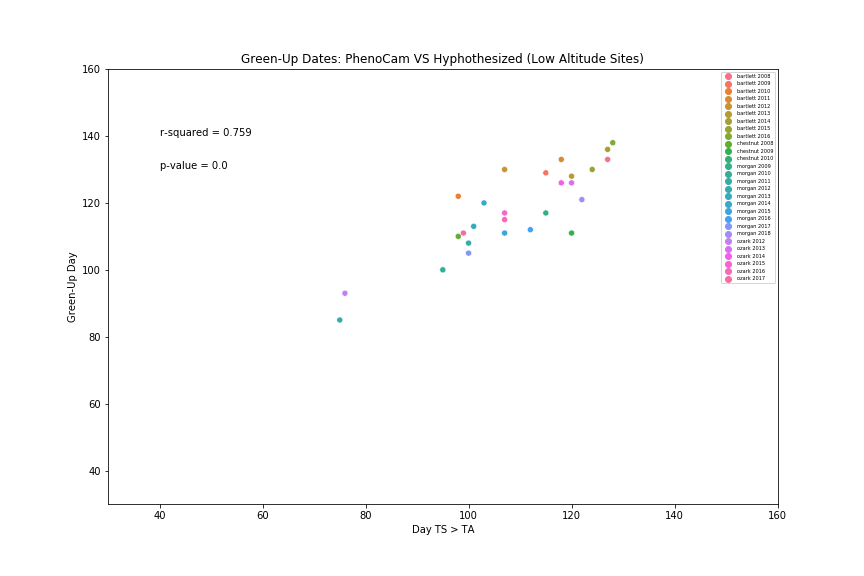 Green-Up Dates: PhenoCam VS Hyphothesized (Low Altitude Sites)
160
140
120
100
80
60
40
Green-Up Day
r-squared = 0.759
p-value = 0.0
bartlett 2008
bartlett 2009
bartlett 2010
bartlett 2011
bartlett 2012
bartlett 2013
bartlett 2014
bartlett 2015
bartlett 2016
chestnut 2008
chestnut 2009
chestnut 2010
morgan 2009
morgan 2010
morgan 2011
morgan 2012
morgan 2013
morgan 2014
morgan 2015
morgan 2016
morgan 2017
morgan 2018
ozark 2012
ozark 2013
ozark 2014
ozark 2015
ozark 2016
ozark 2017
40 60 80 100 120 140 160
Day TS > TA